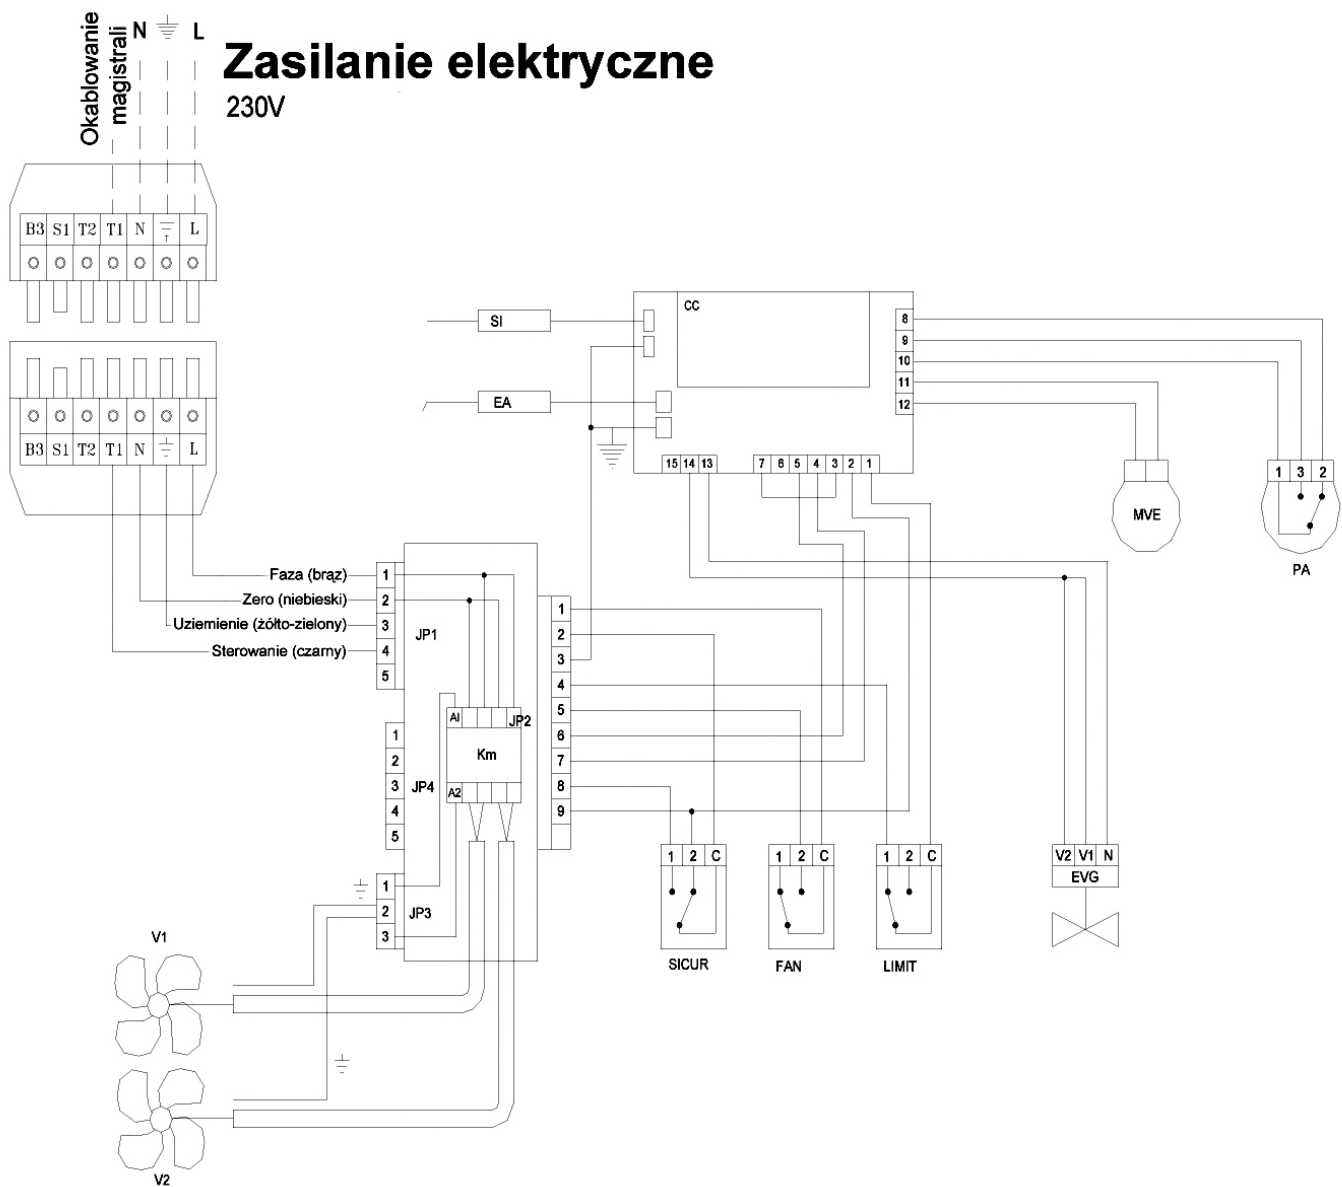 Okablowanie
magistrali
N L
Zasilanie elektryczne
230V
B3 S1 T2 T1 N L
B3 S1 T2 T1 N L
SI
EA
CC
8
9
10
11
12
15 14 13
7 6 5 4 3 2 1
MVE
1 3 2
PA
Faza (brąz)
Zero (niebieski)
Uziemienie (żółto-zielony)
Sterowanie (czarny)
1
2
3
4
5
JP1
1
2
3
4
5
6
7
8
9
AI
JP2
Km
A2
1
2
3
4
5
JP4
1
2
3
JP3
1 2 C
SICUR
1 2 C
FAN
1 2 C
LIMIT
V2 V1 N
EVG
V1
V2